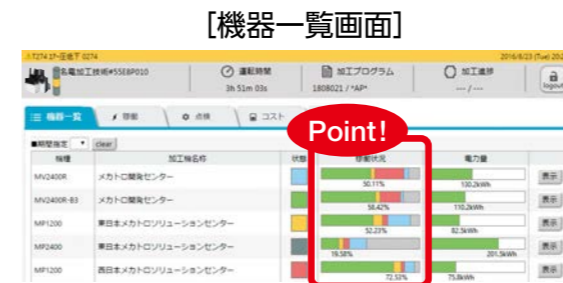 [機器一覧画面]
2016/8/23 (Tue) 20:2
運転時間
加工プログラム
加工進捗
3h 51m 03s
1808021 / *AP*
--- / ---
logout
機器一覧
稼働
点検
コスト
Point!
■期間指定
clear
機種
加工機名称
状態
稼働状況
電力量
MV2400R
メカトロ開発センター
50.11%
130.2kWh
表示
MV2400R-B3
メカトロ開発センター
58.42%
110.2kWh
表示
MP1200
東日本メカトロソリューションセンター
52.23%
82.5kWh
表示
MP2400
東日本メカトロソリューションセンター
19.58%
201.5kWh
表示
MP1200
西日本メカトロソリューションセンター
72.53%
75.8kWh
表示